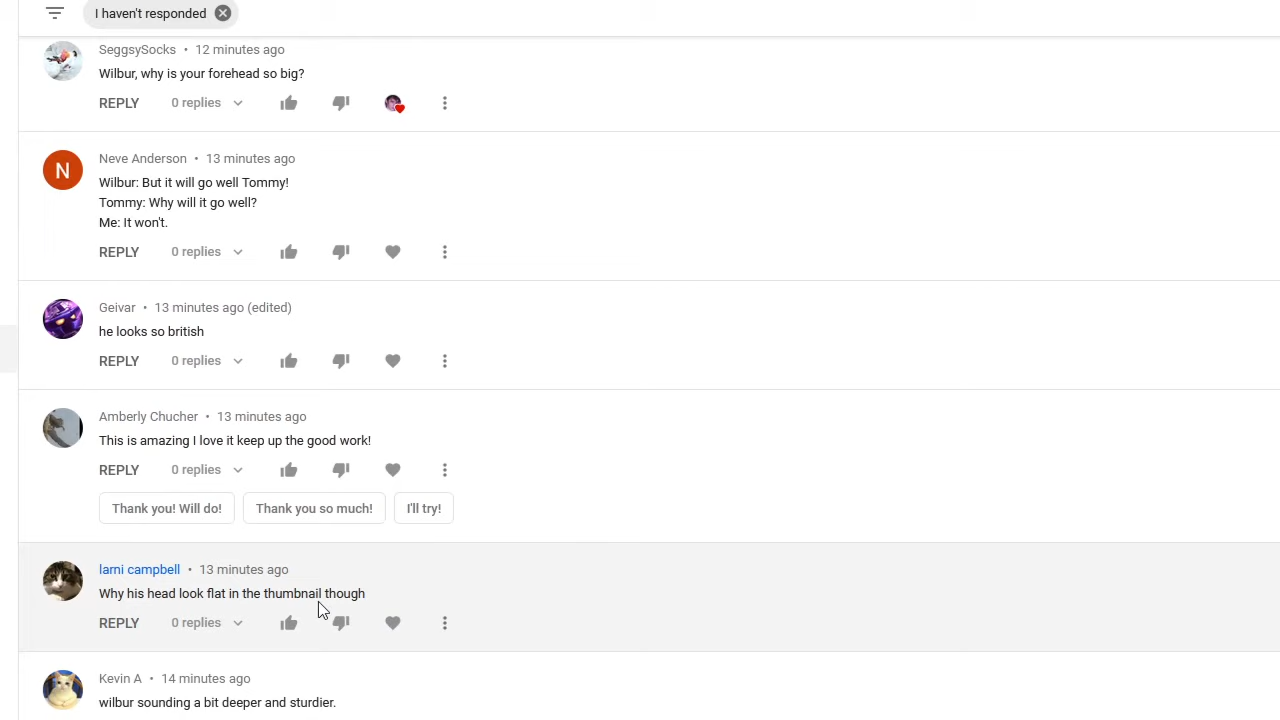 I haven't responded
SeggsySocks • 12 minutes ago
Wilbur, why is your forehead so big?
REPLY 0 replies
N
Neve Anderson • 13 minutes ago
Wilbur: But it will go well Tommy!
Tommy: Why will it go well?
Me: It won't.
REPLY 0 replies
Geivar • 13 minutes ago (edited)
he looks so british
REPLY 0 replies
Amberly Chucher • 13 minutes ago
This is amazing I love it keep up the good work!
REPLY 0 replies
Thank you! Will do! Thank you so much! I'll try!
larni campbell • 13 minutes ago
Why his head look flat in the thumbnail though
REPLY 0 replies
Kevin A • 14 minutes ago
wilbur sounding a bit deeper and sturdier.